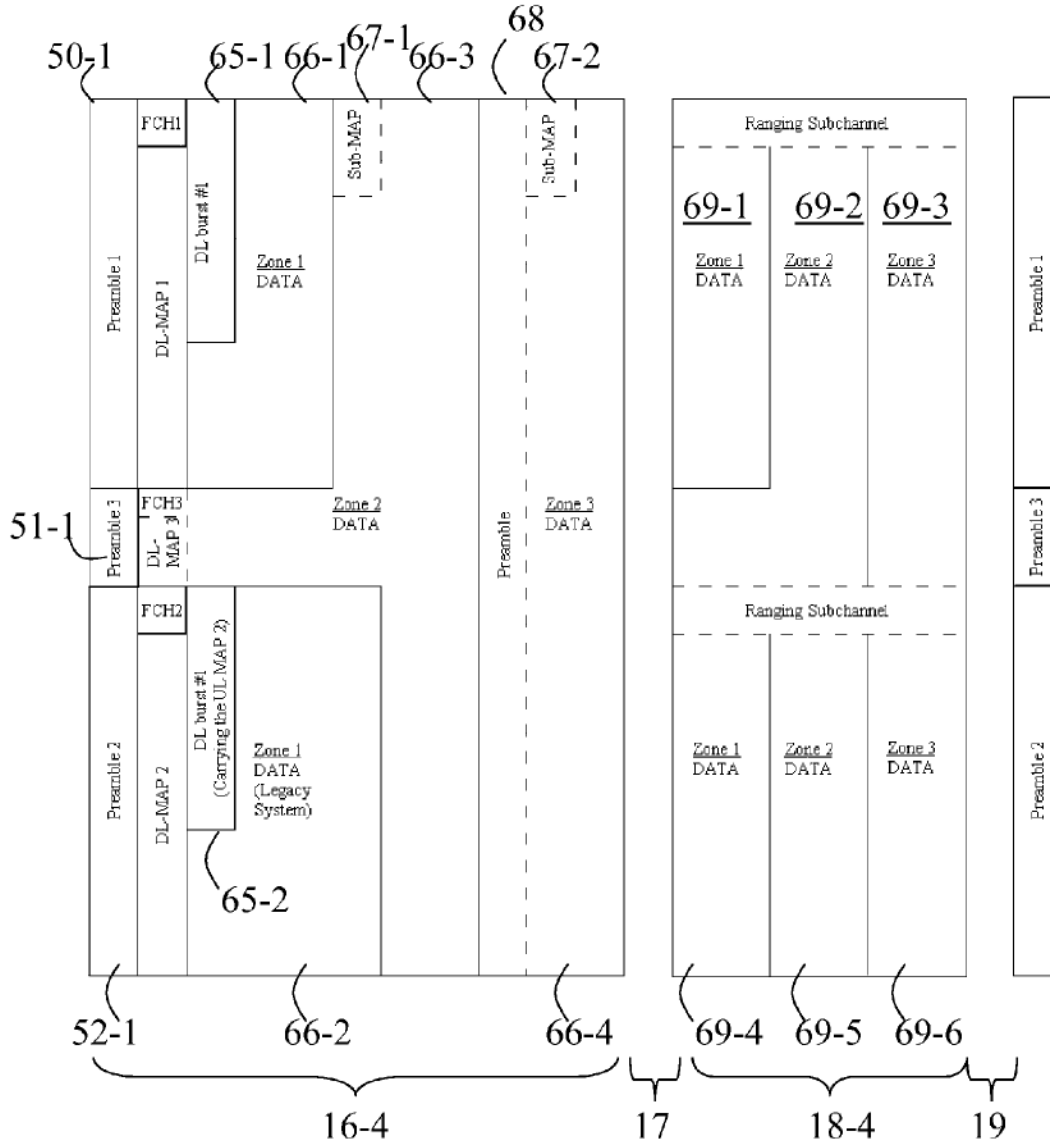 50-1
65-1
66-1
67-1
66-3
68
67-2
FCH1
Preamble 1
DL-MAP 1
DL burst #1
Zone 1
DATA
Sub-MAP
Sub-MAP
Ranging Subchannel
69-1
69-2
69-3
Zone 1
DATA
Zone 2
DATA
Zone 3
DATA
Preamble 1
51-1
Preamble 3
FCH3
DL-
MAP 3
Zone 2
DATA
Preamble
Zone 3
DATA
Preamble 3
FCH2
Preamble 2
DL-MAP 2
DL burst #1
(Carrying the UL MAP 2)
Zone 1
DATA
(Legacy
System)
Ranging Subchannel
Zone 1
DATA
Zone 2
DATA
Zone 3
DATA
Preamble 2
65-2
52-1
66-2
66-4
69-4
69-5
69-6
16-4
17
18-4
19